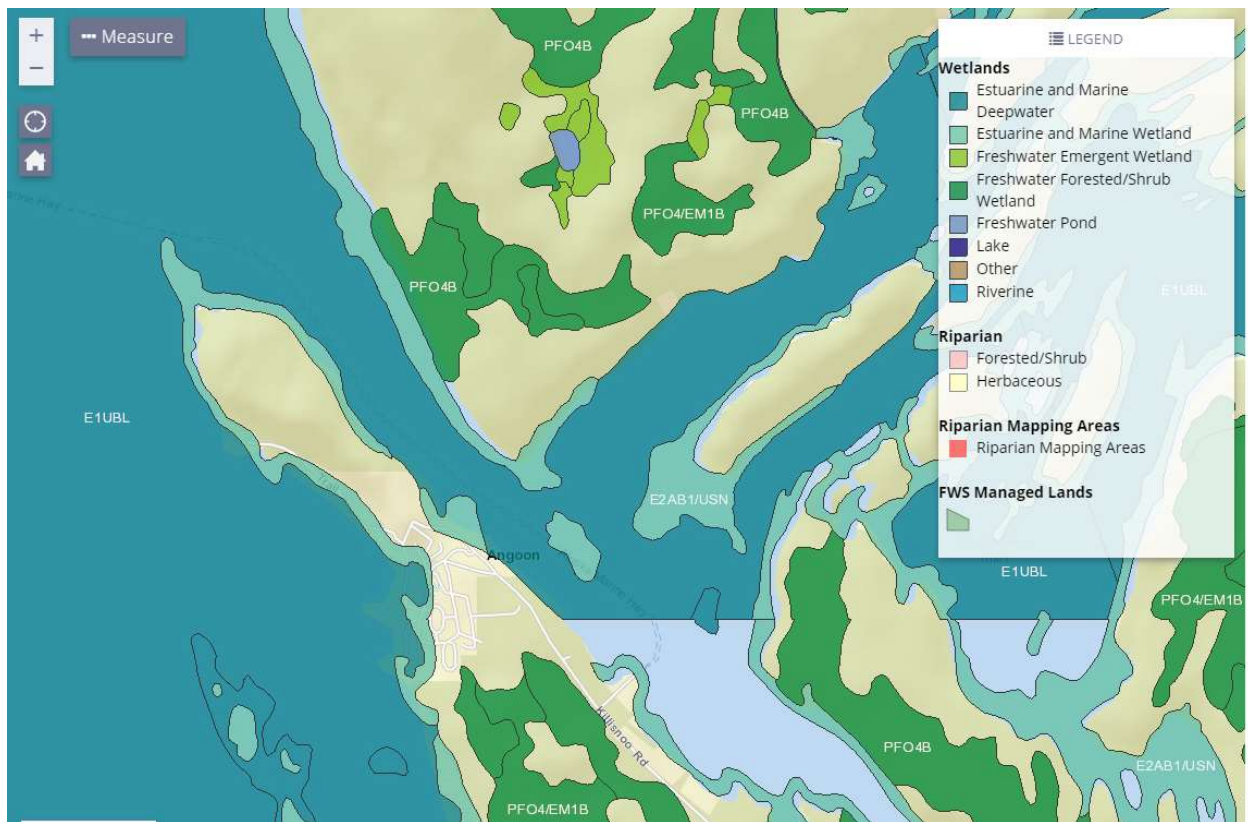 +
Measure
−
LEGEND
Wetlands
Estuarine and Marine
Deepwater
Estuarine and Marine Wetland
Freshwater Emergent Wetland
Freshwater Forested/Shrub
Wetland
Freshwater Pond
Lake
Other
Riverine
Riparian
Forested/Shrub
Herbaceous
Riparian Mapping Areas
Riparian Mapping Areas
FWS Managed Lands
PFO4B
PFO4B
PFO4/EM1B
PFO4B
E1UBL
E1UBL
E2AB1/USN
Angoon
E1UBL
PFO4/EM1B
Killisnoo Rd
PFO4B
E2AB1/USN
PFO4/EM1B